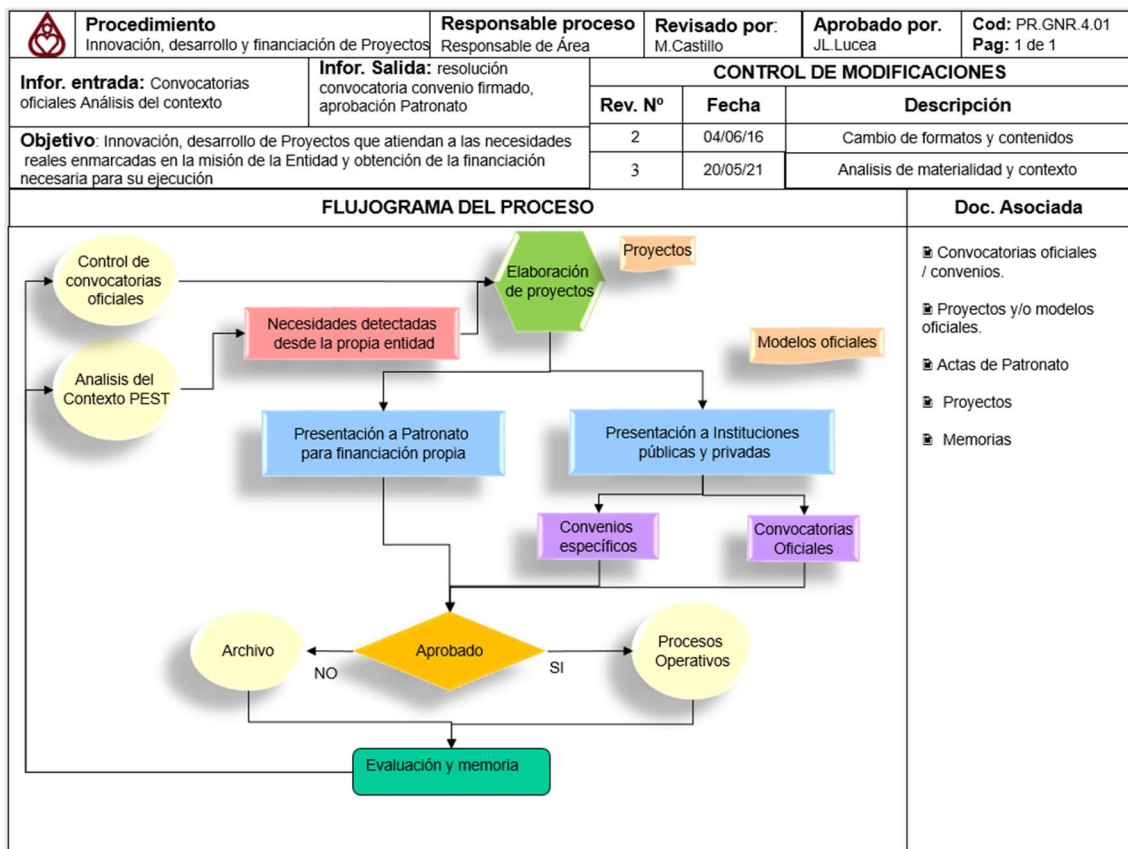 Procedimiento
Innovación, desarrollo y financiación de Proyectos
Responsable proceso
Responsable de Área
Revisado por:
M.Castillo
Aprobado por.
JL.Lucea
Cod: PR.GNR.4.01
Pag: 1 de 1
Infor. entrada: Convocatorias
oficiales Análisis del contexto
Infor. Salida: resolución
convocatoria convenio firmado,
aprobación Patronato
CONTROL DE MODIFICACIONES
Rev. Nº
Fecha
Descripción
2
04/06/16
Cambio de formatos y contenidos
3
20/05/21
Analisis de materialidad y contexto
Objetivo: Innovación, desarrollo de Proyectos que atiendan a las necesidades
reales enmarcadas en la misión de la Entidad y obtención de la financiación
necesaria para su ejecución
FLUJOGRAMA DEL PROCESO
Doc. Asociada
Control de
convocatorias
oficiales
Elaboración
de proyectos
Proyectos
Necesidades detectadas
desde la propia entidad
Modelos oficiales
Analisis del
Contexto PEST
Presentación a Patronato
para financiación propia
Presentación a Instituciones
públicas y privadas
Convenios
específicos
Convocatorias
Oficiales
Archivo
NO
Aprobado
SI
Procesos
Operativos
Evaluación y memoria
Convocatorias oficiales
/ convenios.
Proyectos y/o modelos
oficiales.
Actas de Patronato
Proyectos
Memorias